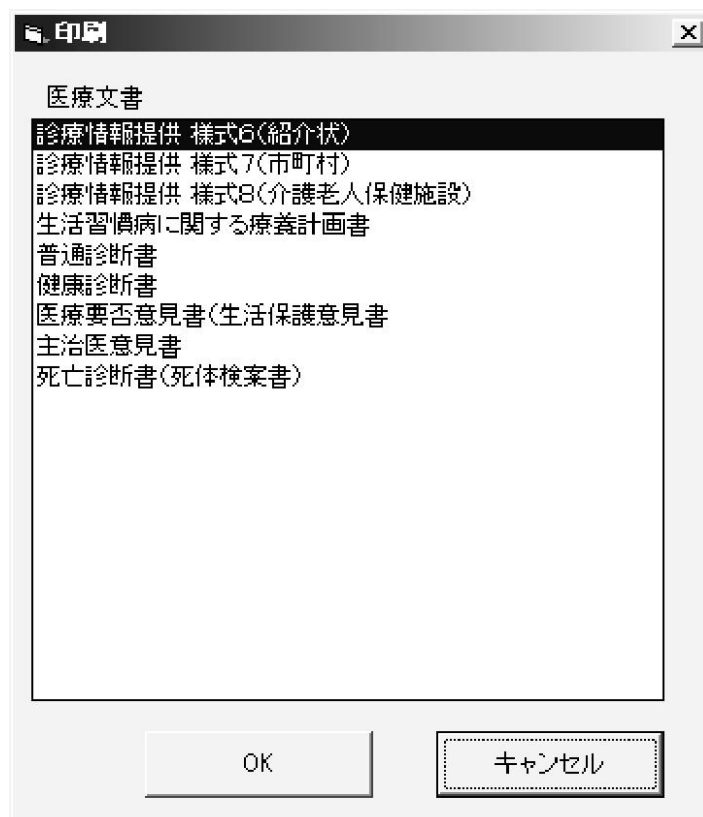 印刷
医療文書
診療情報提供 様式6(紹介状)
診療情報提供 様式7(市町村)
診療情報提供 様式8(介護老人保健施設)
生活習慣病に関する療養計画書
普通診断書
健康診断書
医療要否意見書(生活保護意見書
主治医意見書
死亡診断書(死体検案書)
OK
キャンセル